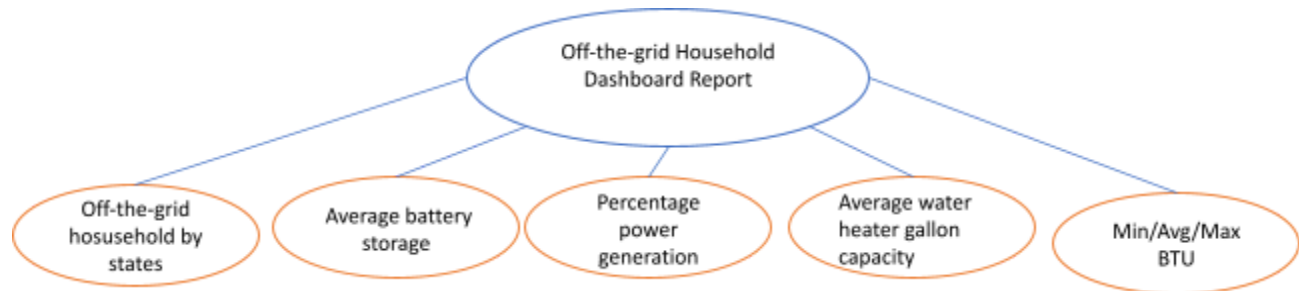 Off-the-grid Household
Dashboard Report
Off-the-grid
hosusehold by
states
Average battery
storage
Percentage
power
generation
Average water
heater gallon
capacity
Min/Avg/Max
BTU